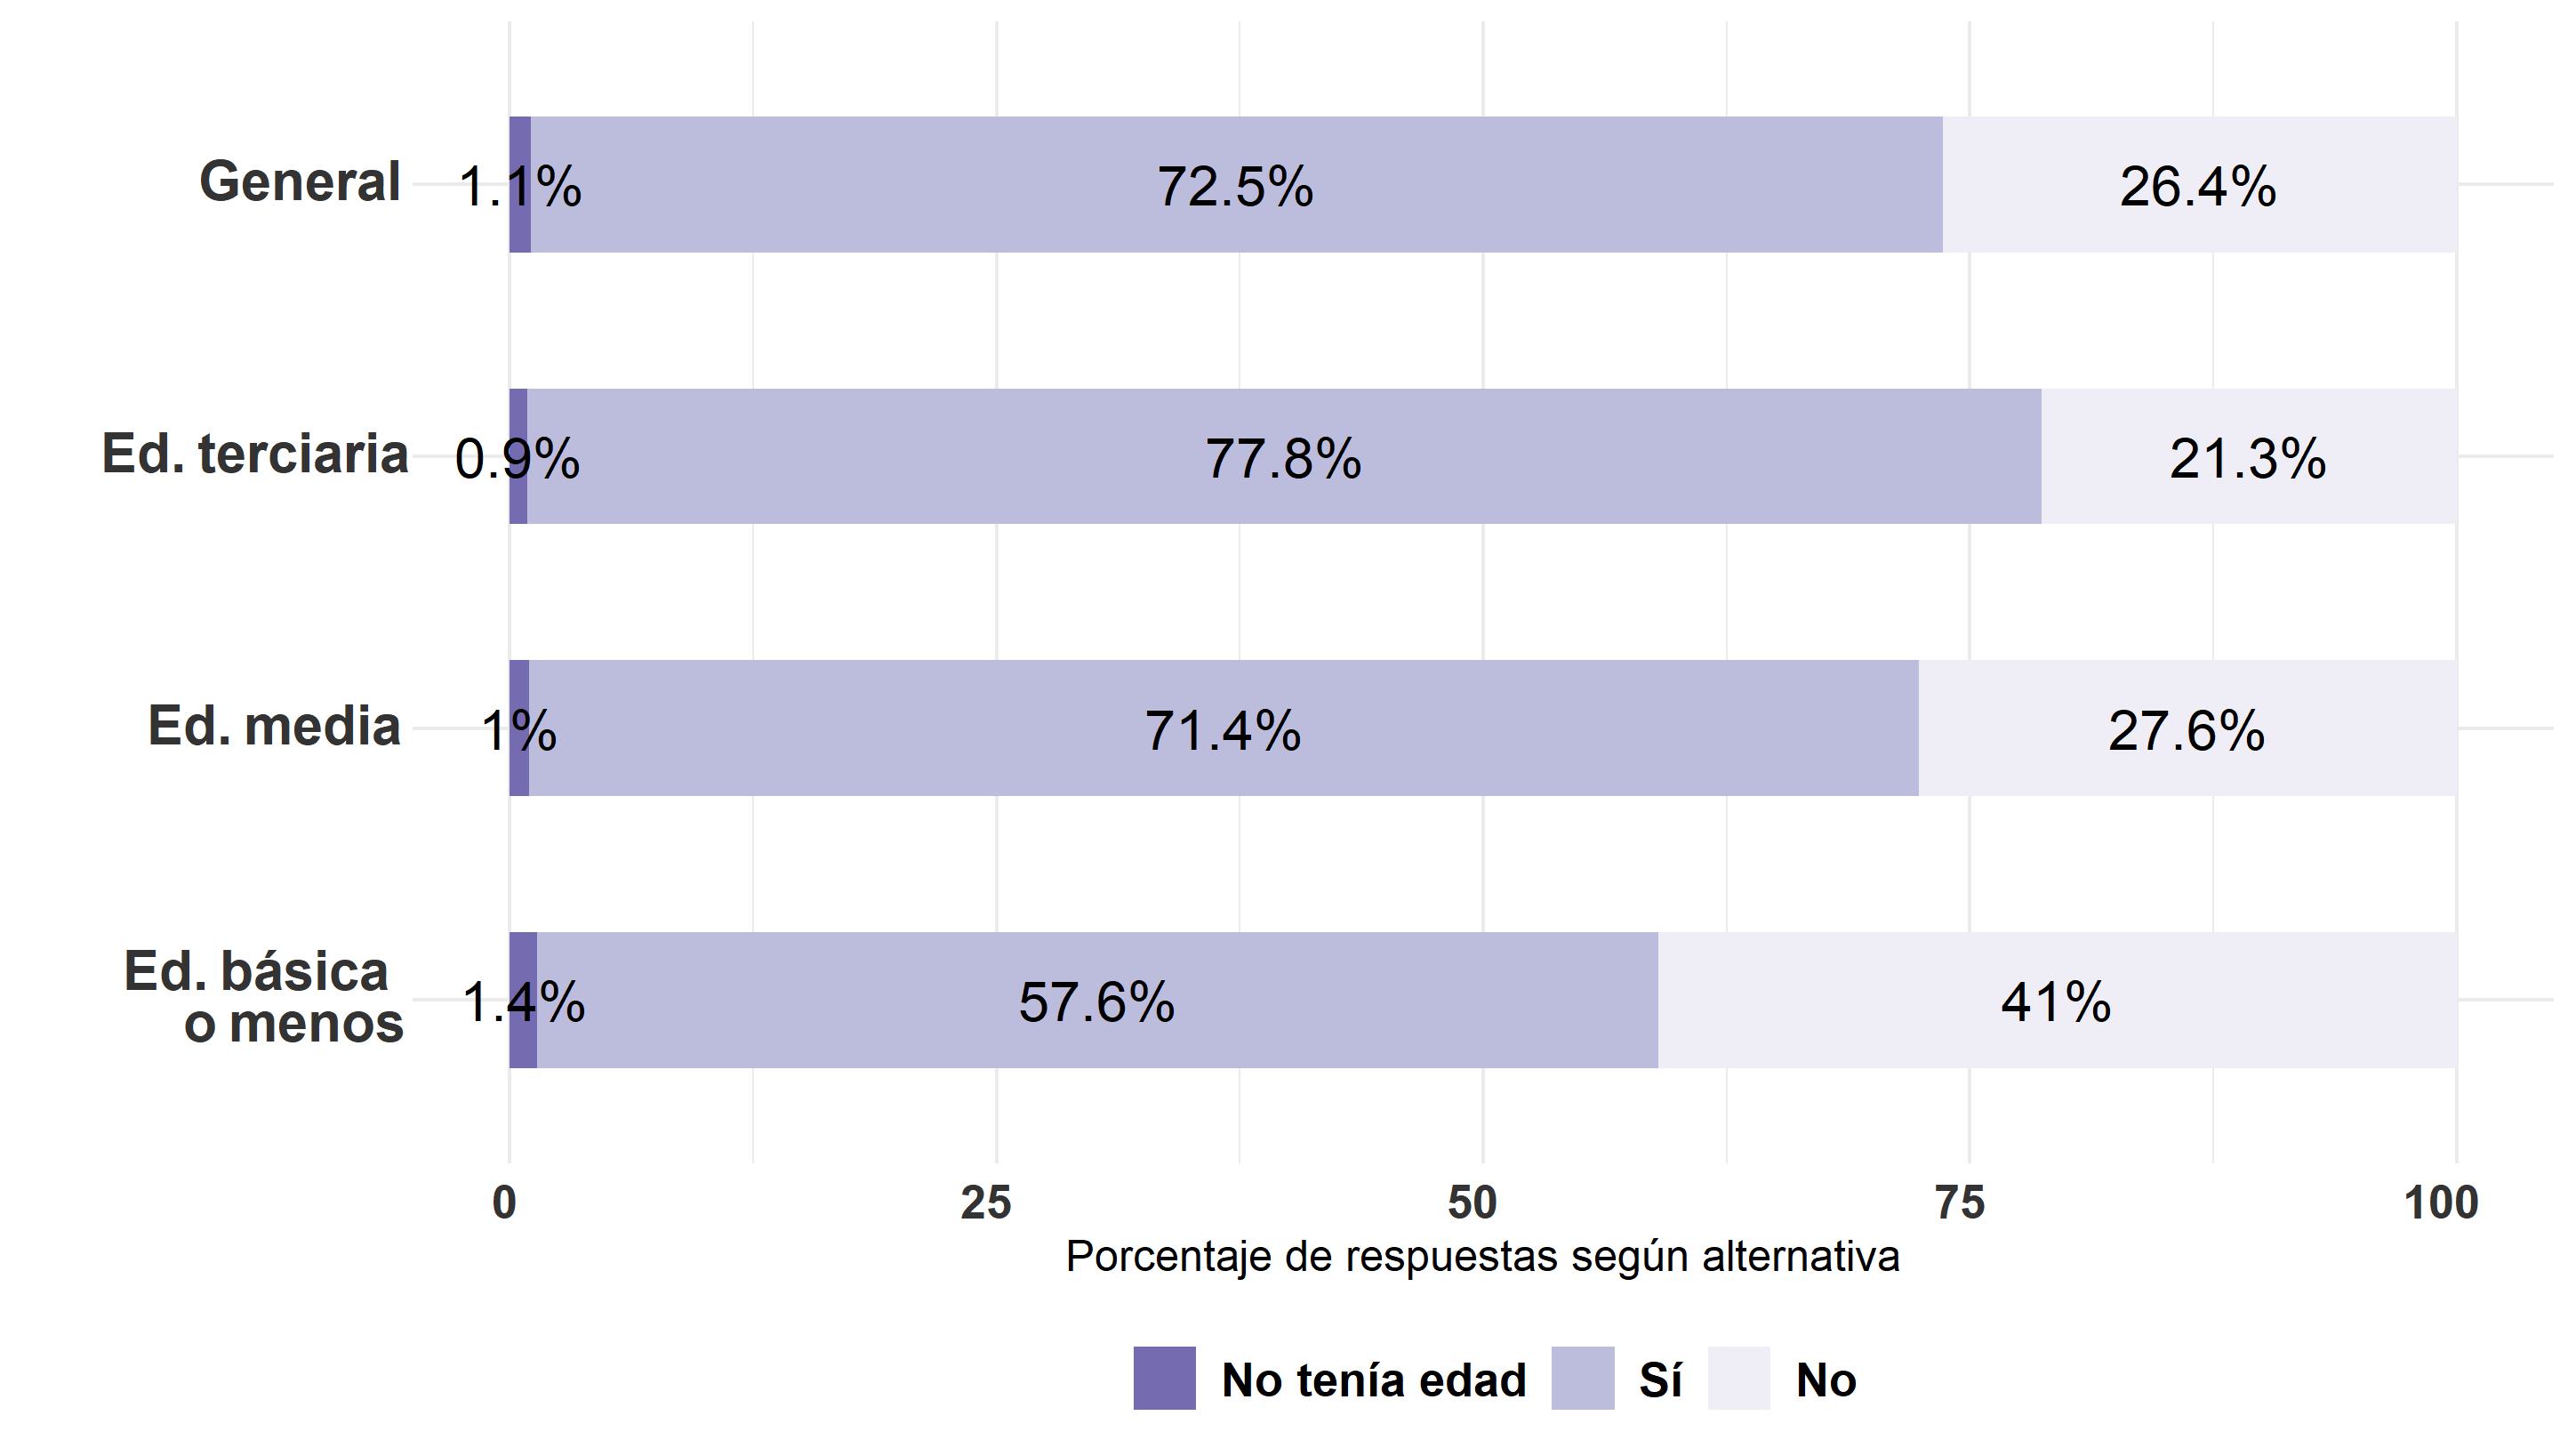 General
1.1%
72.5%
26.4%
Ed. terciaria
0.9%
77.8%
21.3%
Ed. media
1%
71.4%
27.6%
Ed. básica
o menos
1.4%
57.6%
41%
0
25
50
75
100
Porcentaje de respuestas según alternativa
No tenía edad
Sí
No